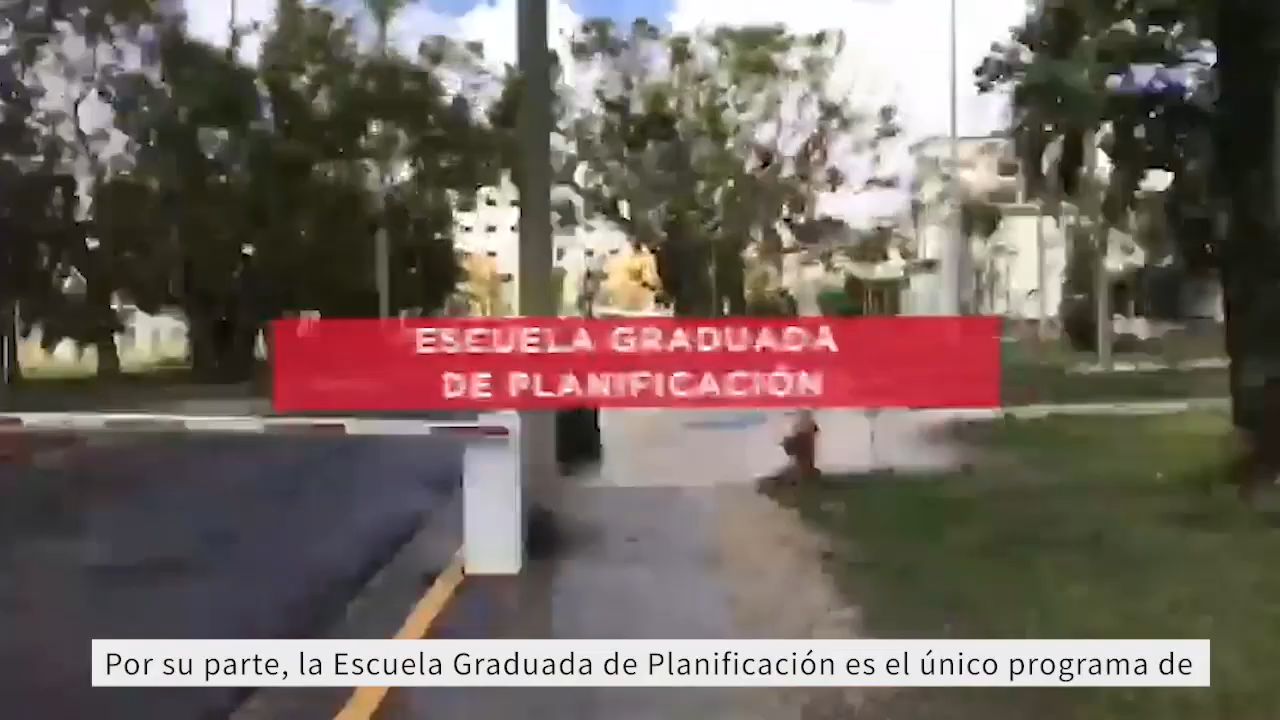 ESCUELA GRADUADA
DE PLANIFICACIÓN
Por su parte, la Escuela Graduada de Planificación es el único programa de